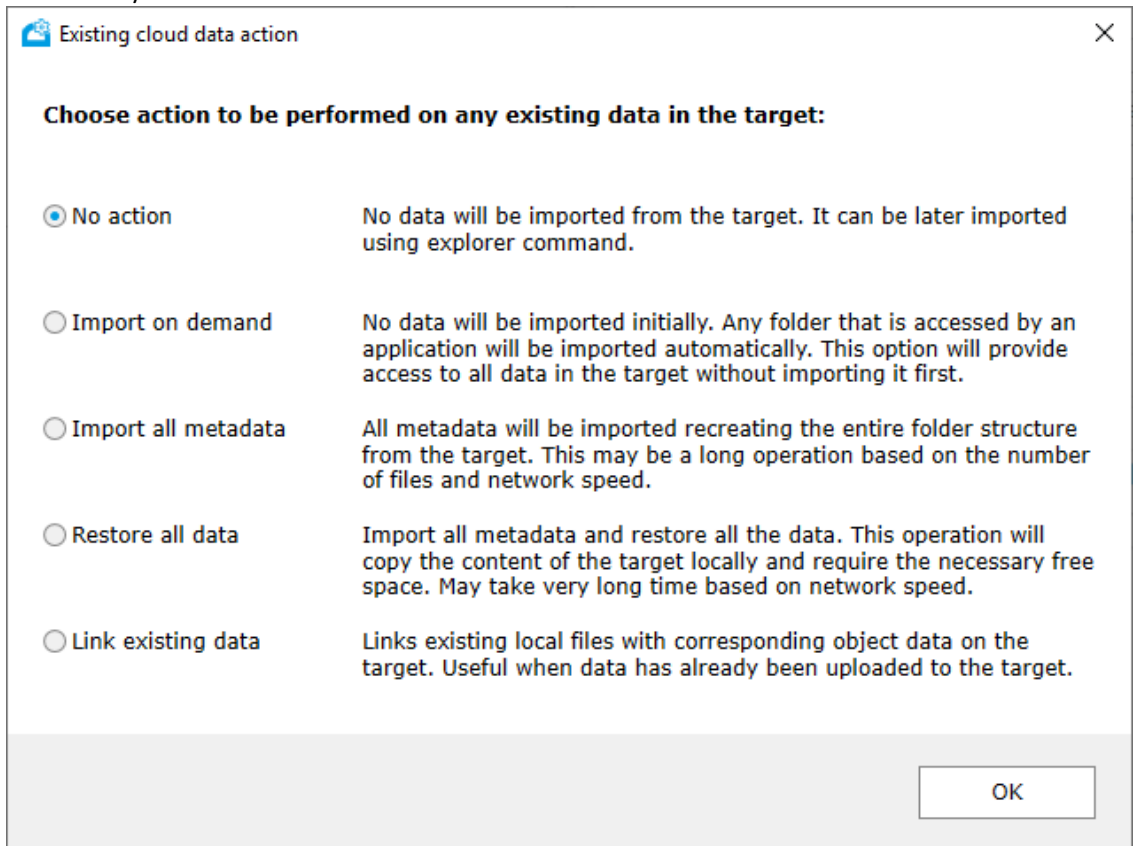 Existing cloud data action
Choose action to be performed on any existing data in the target:
No action
No data will be imported from the target. It can be later imported
using explorer command.
Import on demand
No data will be imported initially. Any folder that is accessed by an
application will be imported automatically. This option will provide
access to all data in the target without importing it first.
Import all metadata
All metadata will be imported recreating the entire folder structure
from the target. This may be a long operation based on the number
of files and network speed.
Restore all data
Import all metadata and restore all the data. This operation will
copy the content of the target locally and require the necessary free
space. May take very long time based on network speed.
Link existing data
Links existing local files with corresponding object data on the
target. Useful when data has already been uploaded to the target.
OK